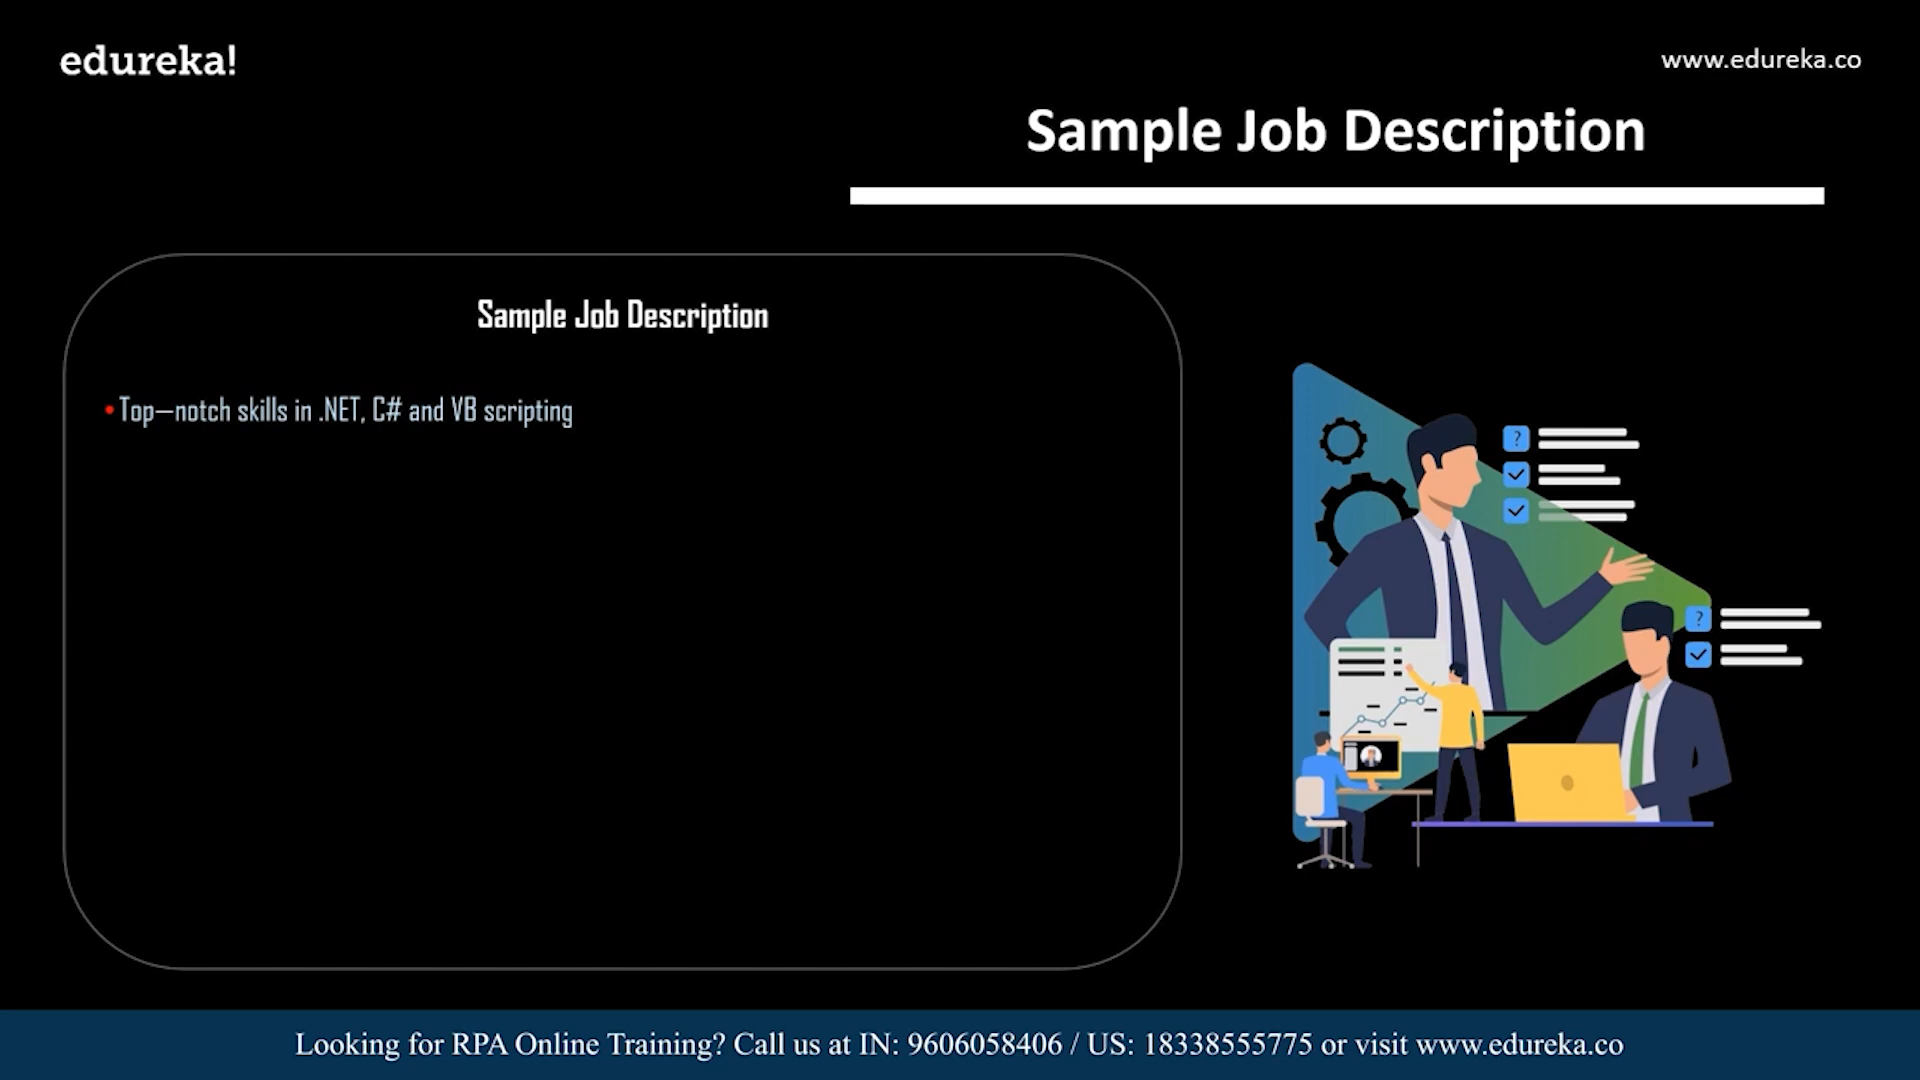 edureka!
www.edureka.co
Sample Job Description
Sample Job Description
• Top–notch skills in .NET, C# and VB scripting
?
?
Looking for RPA Online Training? Call us at IN: 9606058406 / US: 18338555775 or visit www.edureka.co